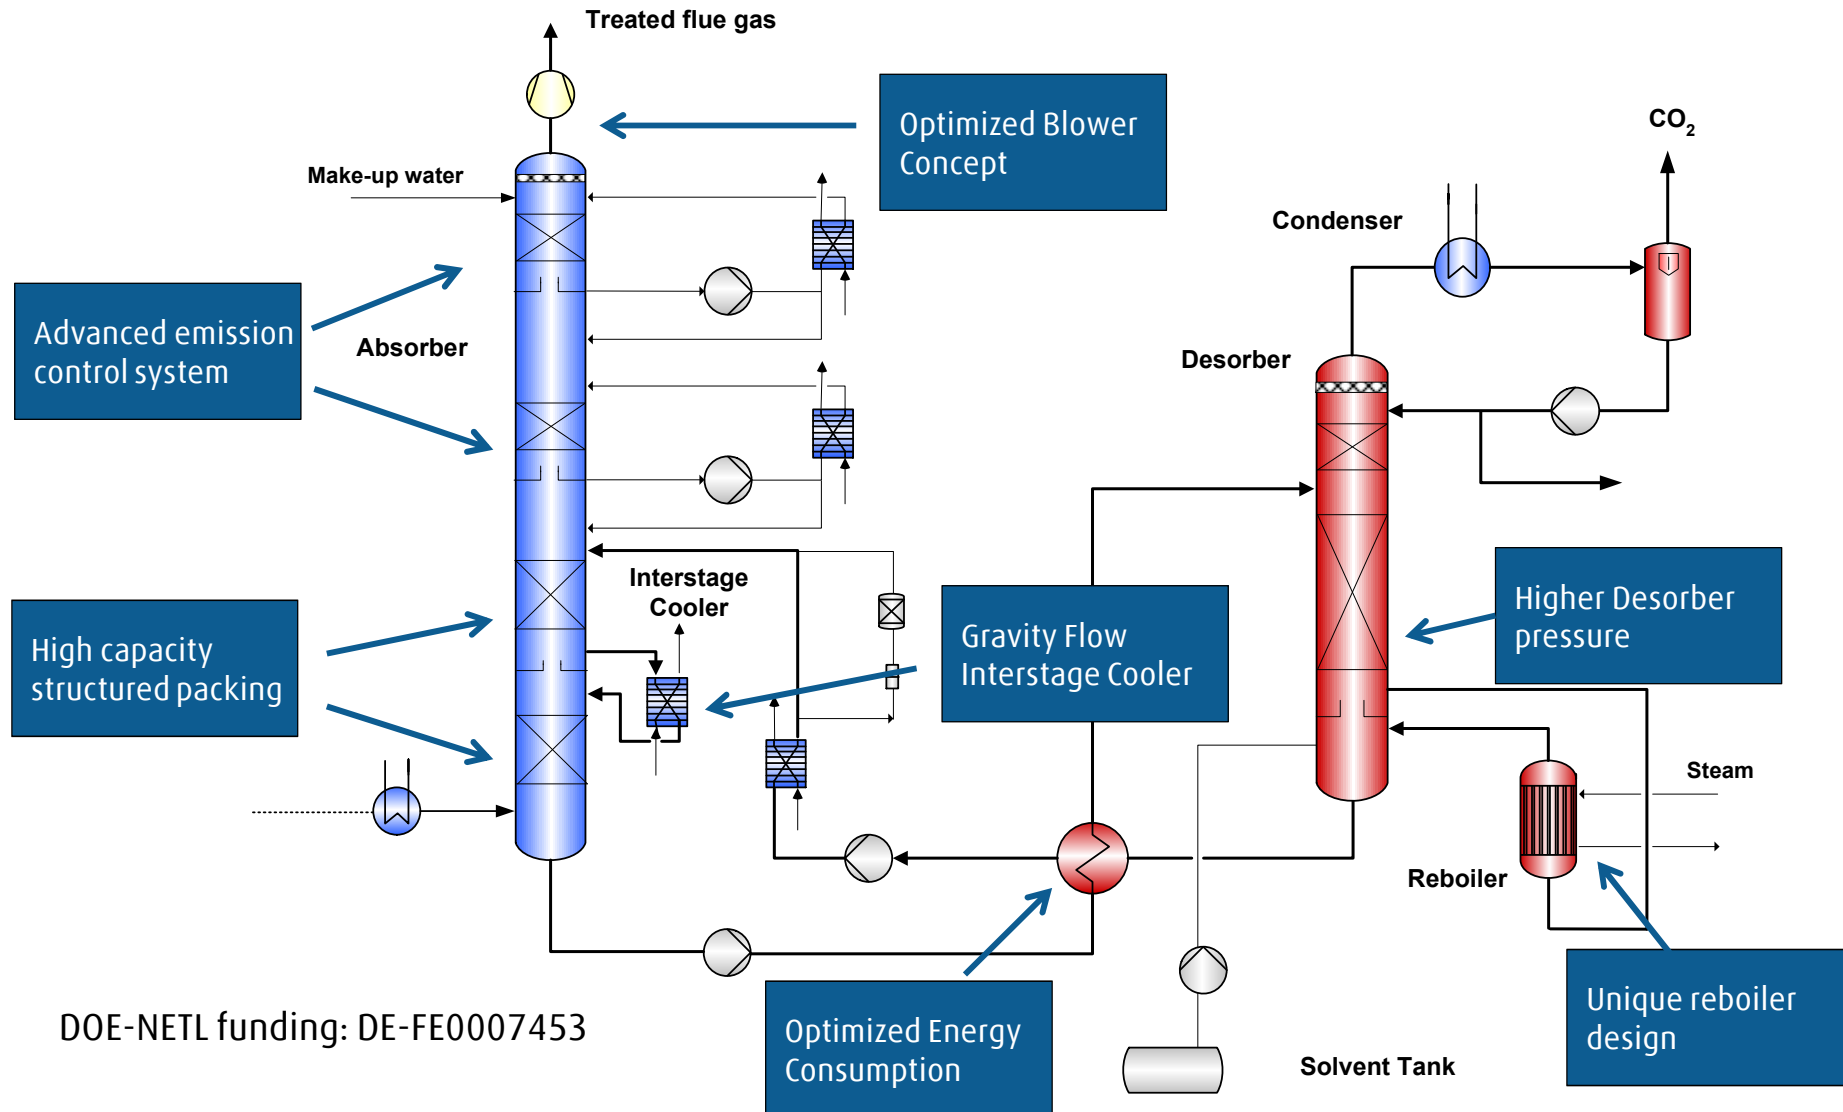 Treated flue gas
Optimized Blower
Concept
CO2
Make-up water
Condenser
Advanced emission
control system
Absorber
Desorber
Interstage
Cooler
Higher Desorber
pressure
High capacity
structured packing
Gravity Flow
Interstage Cooler
Steam
Reboiler
Unique reboiler
design
DOE-NETL funding: DE-FE0007453
Optimized Energy
Consumption
Solvent Tank